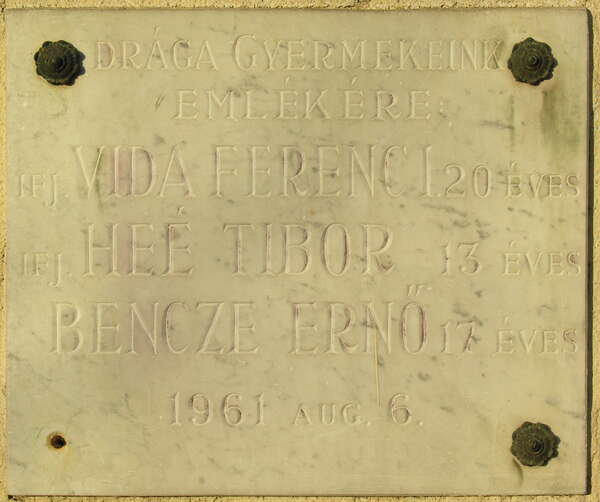 DRÁGA GYERMEKEINK
EMLÉKÉRE:
IFJ. VIDA FERENC I. 20 ÉVES
IFJ. HEÉ TIBOR 13 ÉVES
BENCZE ERNŐ 17 ÉVES
1961 AUG. 6.